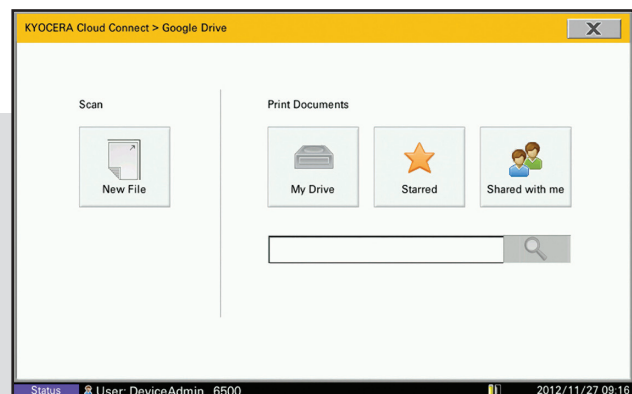 KYOCERA Cloud Connect > Google Drive
X
Scan
Print Documents
New File
My Drive
Starred
Shared with me
Status
User: DeviceAdmin 6500
2012/11/27 09:16